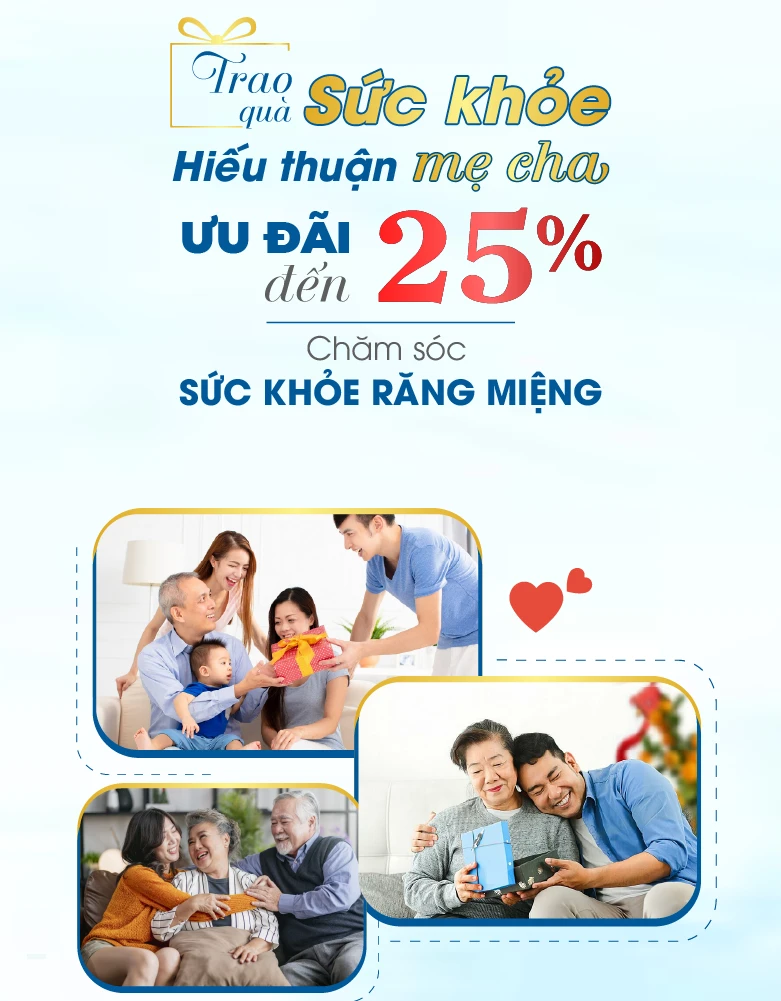 Trao
quà Sức khỏe
Hiếu thuận mẹ cha
ƯU ĐÃI
đến 25%
Chăm sóc
SỨC KHỎE RĂNG MIỆNG